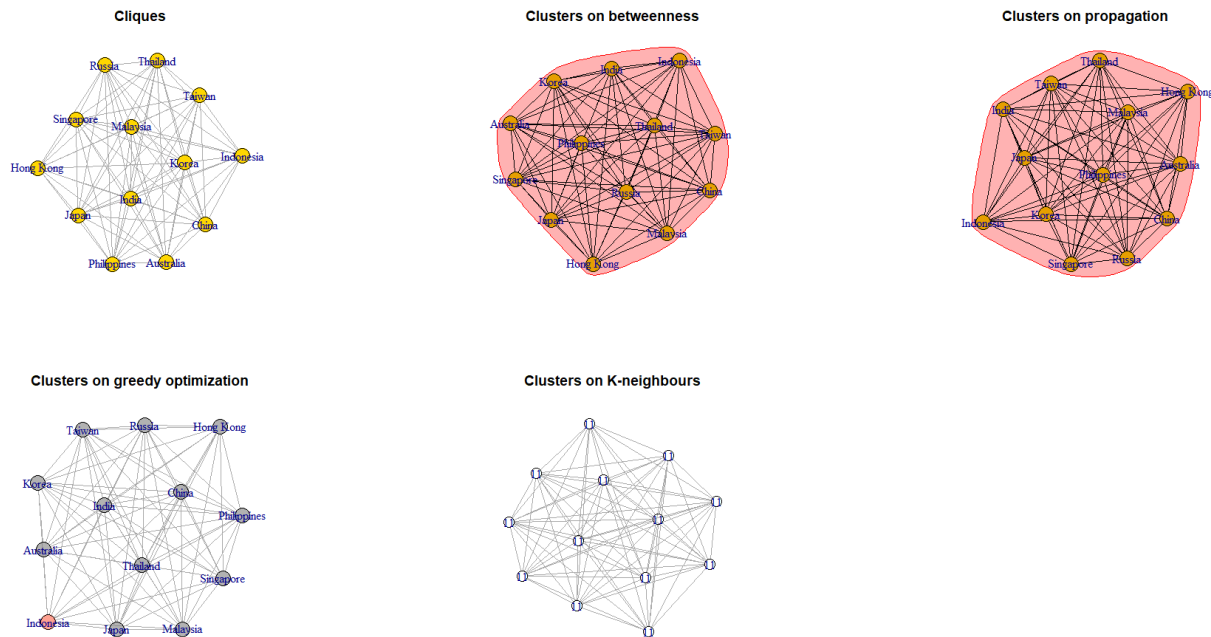 Cliques
Russia
Thailand
Taiwan
Singapore
Malaysia
Indonesia
Korea
Hong Kong
India
Japan
China
Philippines
Australia
Clusters on betweenness
Indonesia
India
Korea
Australia
Thailand
Taiwan
Philippines
Singapore
Russia
China
Japan
Malaysia
Hong Kong
Clusters on propagation
Thailand
Taiwan
Hong Kong
India
Malaysia
Japan
Australia
Philippines
Korea
China
Indonesia
Russia
Singapore
Clusters on greedy optimization
Taiwan
Russia
Hong Kong
Korea
China
India
Philippines
Australia
Thailand
Singapore
Indonesia
Japan
Malaysia
Clusters on K-neighbours